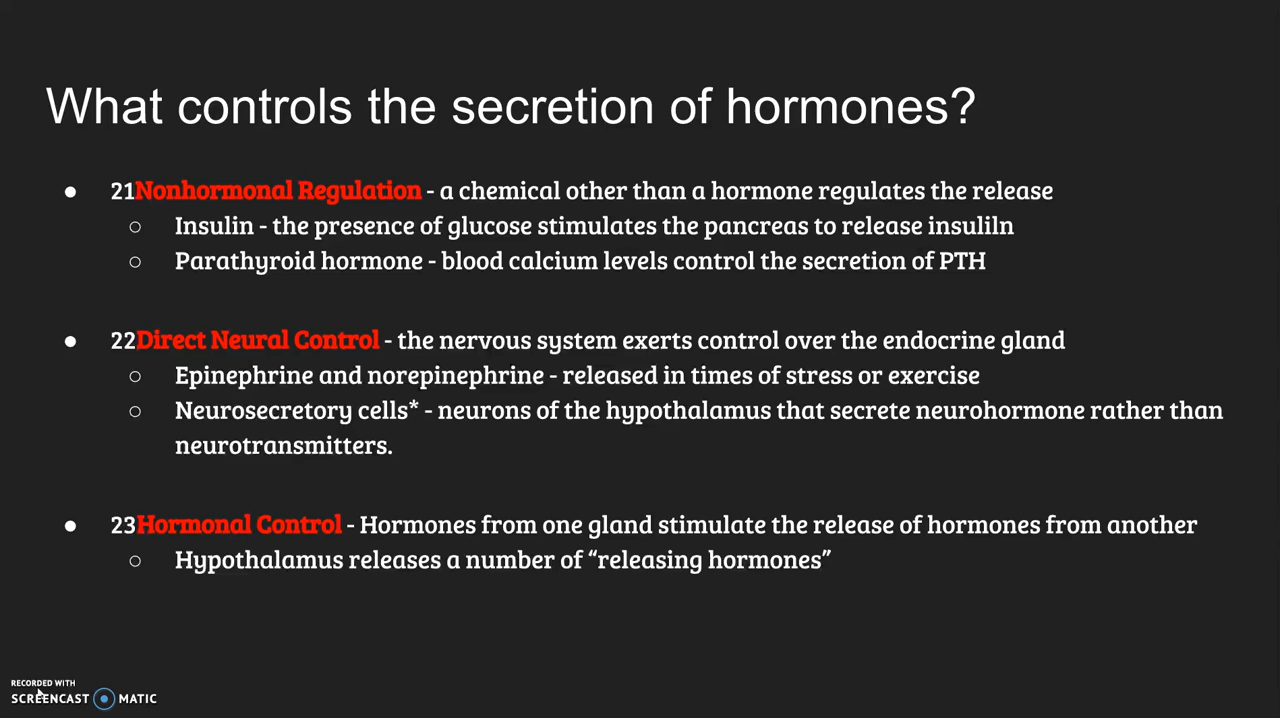 What controls the secretion of hormones?
● 21Nonhormonal Regulation - a chemical other than a hormone regulates the release
○ Insulin - the presence of glucose stimulates the pancreas to release insuliln
○ Parathyroid hormone - blood calcium levels control the secretion of PTH
● 22Direct Neural Control - the nervous system exerts control over the endocrine gland
○ Epinephrine and norepinephrine - released in times of stress or exercise
○ Neurosecretory cells* - neurons of the hypothalamus that secrete neurohormone rather than
neurotransmitters.
● 23Hormonal Control - Hormones from one gland stimulate the release of hormones from another
○ Hypothalamus releases a number of “releasing hormones”
RECORDED WITH
SCREENCAST MATIC